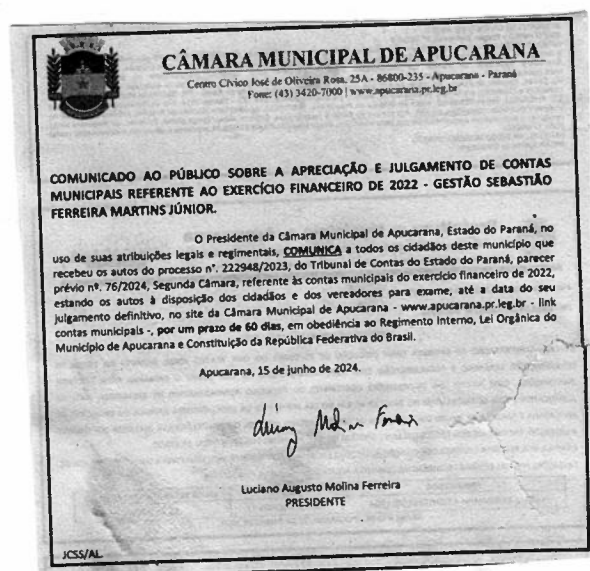 CÂMARA MUNICIPAL DE APUCARANA
Centro Cívico José de Oliveira Rosa, 25A - 86800-235 - Apucarana - Paraná
Fone: (43) 3420-7000 | www.apucarana.pr.leg.br
COMUNICADO AO PÚBLICO SOBRE A APRECIAÇÃO E JULGAMENTO DE CONTAS
MUNICIPAIS REFERENTE AO EXERCÍCIO FINANCEIRO DE 2022 - GESTÃO SEBASTIÃO
FERREIRA MARTINS JÚNIOR.
O Presidente da Câmara Municipal de Apucarana, Estado do Paraná, no
uso de suas atribuições legais e regimentais, COMUNICA a todos os cidadãos deste município que
recebeu os autos do processo nº. 222948/2023, do Tribunal de Contas do Estado do Paraná, parecer
prévio nº. 76/2024, Segunda Câmara, referente às contas municipais do exercício financeiro de 2022,
estando os autos à disposição dos cidadãos e dos vereadores para exame, até a data do seu
julgamento definitivo, no site da Câmara Municipal de Apucarana - www.apucarana.pr.leg.br - link
contas municipais -, por um prazo de 60 dias, em obediência ao Regimento Interno, Lei Orgânica do
Município de Apucarana e Constituição da República Federativa do Brasil.
Apucarana, 15 de junho de 2024.
Luciano Augusto Molina Ferreira
PRESIDENTE
JCSS/AL.